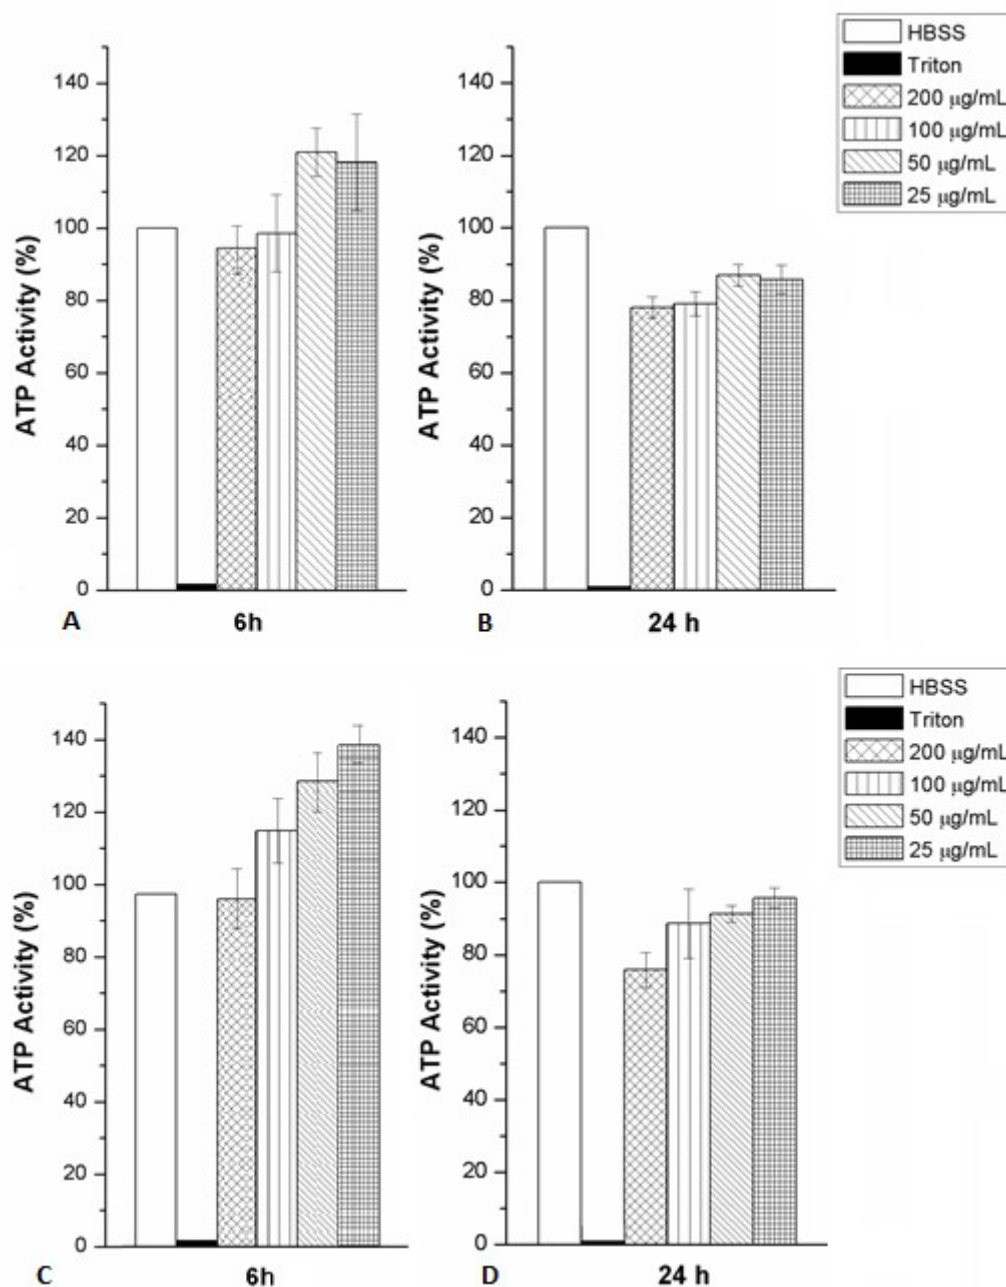 HBSS
Triton
200 μg/mL
100 μg/mL
50 μg/mL
25 μg/mL
140
120
100
80
60
40
20
0
ATP Activity (%)
A
6h
140
120
100
80
60
40
20
0
ATP Activity (%)
B
24 h
HBSS
Triton
200 μg/mL
100 μg/mL
50 μg/mL
25 μg/mL
140
120
100
80
60
40
20
0
ATP Activity (%)
C
6h
140
120
100
80
60
40
20
0
ATP Activity (%)
D
24 h